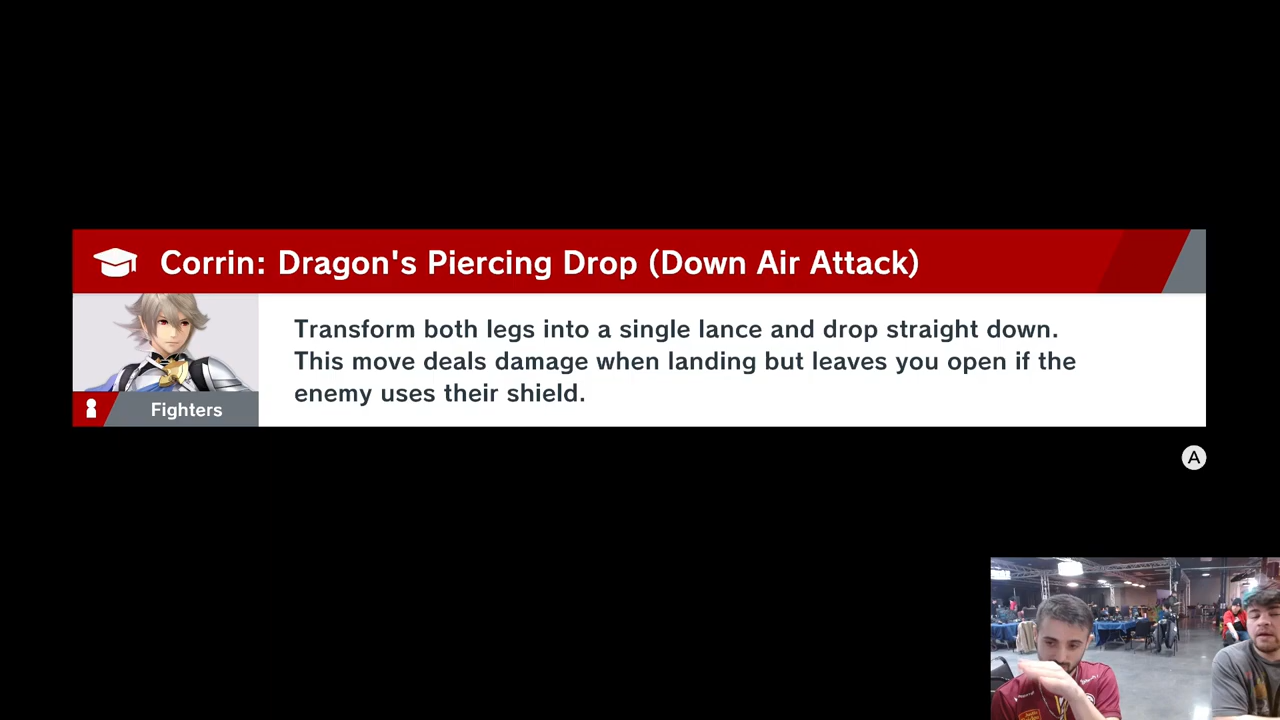 Corrin: Dragon's Piercing Drop (Down Air Attack)
Transform both legs into a single lance and drop straight down.
This move deals damage when landing but leaves you open if the
enemy uses their shield.
Fighters
A